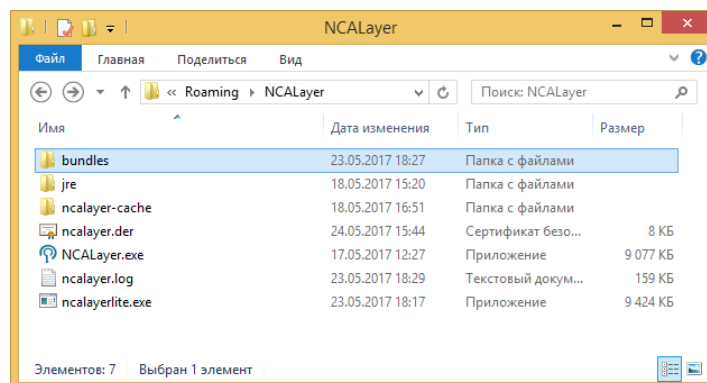 NCALayer
Файл Главная Поделиться Вид
« Roaming NCALayer Поиск: NCALayer
Имя Дата изменения Тип Размер
bundles 23.05.2017 18:27 Папка с файлами
jre 18.05.2017 15:20 Папка с файлами
ncalayer-cache 18.05.2017 16:51 Папка с файлами
ncalayer.der 24.05.2017 15:44 Сертификат безо... 8 КБ
NCALayer.exe 17.05.2017 12:27 Приложение 9 077 КБ
ncalayer.log 23.05.2017 18:29 Текстовый докум... 159 КБ
ncalayerlite.exe 23.05.2017 18:17 Приложение 9 424 КБ
Элементов: 7 Выбран 1 элемент